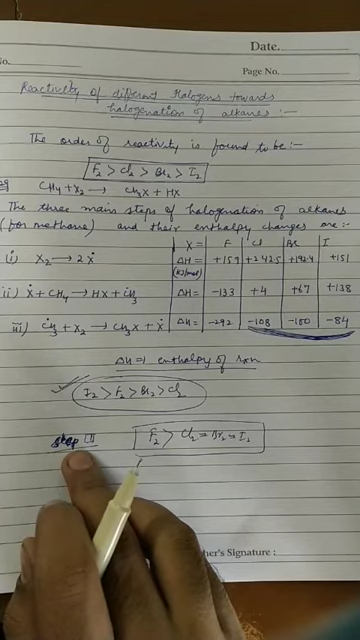 Date.
No.
Page No.
Reactivity of different Halogens towards
halogenation of alkanes :-
The order of reactivity is found to be:-
F₂ > Cl₂ > Br₂ > I₂
eg CH₄ + X₂ → CH₃X + HX
The three main steps of halogenation of alkanes
(for methane) and their enthalpy changes are:-
X = F Cl Br I
(i) X₂ → 2Ẋ ΔH = +159 +242.5 +192.4 +151
(KJ/mol)
ii) Ẋ + CH₄ → HX + ĊH₃ ΔH = -133 +4 +67 +138
iii) ĊH₃ + X₂ → CH₃X + Ẋ ΔH = -292 -108 -100 -84
ΔH = enthalpy of rxn
I₂ > F₂ > Br₂ > Cl₂
step III F₂ > Cl₂ = Br₂ = I₂
her's Signature :